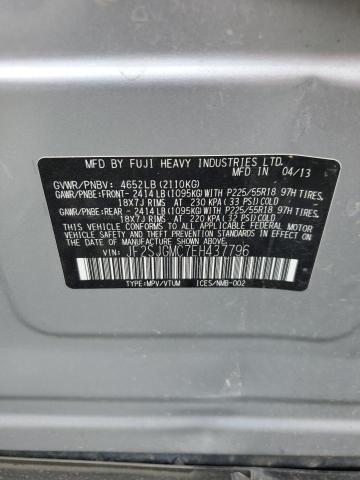 MFD BY FUJI HEAVY INDUSTRIES LTD. MFD IN 04/13
GVWR/PNBV: 4652LB(2110KG)
GAWR/PNBE:FRONT- 2414LB(1095KG)WITH P225/55R18 97H TIRES,
18X7J RIMS AT 230 KPA(33 PSI)COLD
GAWR/PNBE:REAR - 2414LB(1095KG)WITH P225/55R18 97H TIRES,
18X7J RIMS AT 220 KPA(32 PSI)COLD
THIS VEHICLE CONFORMS TO ALL APPLICABLE FEDERAL MOTOR
VEHICLE SAFETY, BUMPER, AND THEFT PREVENTION STANDARDS
IN EFFECT ON THE DATE OF MANUFACTURE SHOWN ABOVE.
VIN: JF2SJGMC7EH437796
TYPE:MPV/VTUM ICES/NMB-002